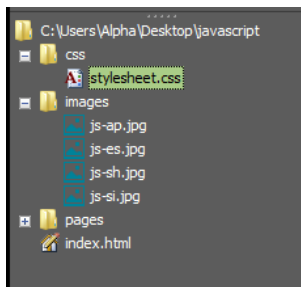 C:\Users\Alpha\Desktop\javascript
css
stylesheet.css
images
js-ap.jpg
js-es.jpg
js-sh.jpg
js-si.jpg
pages
index.html